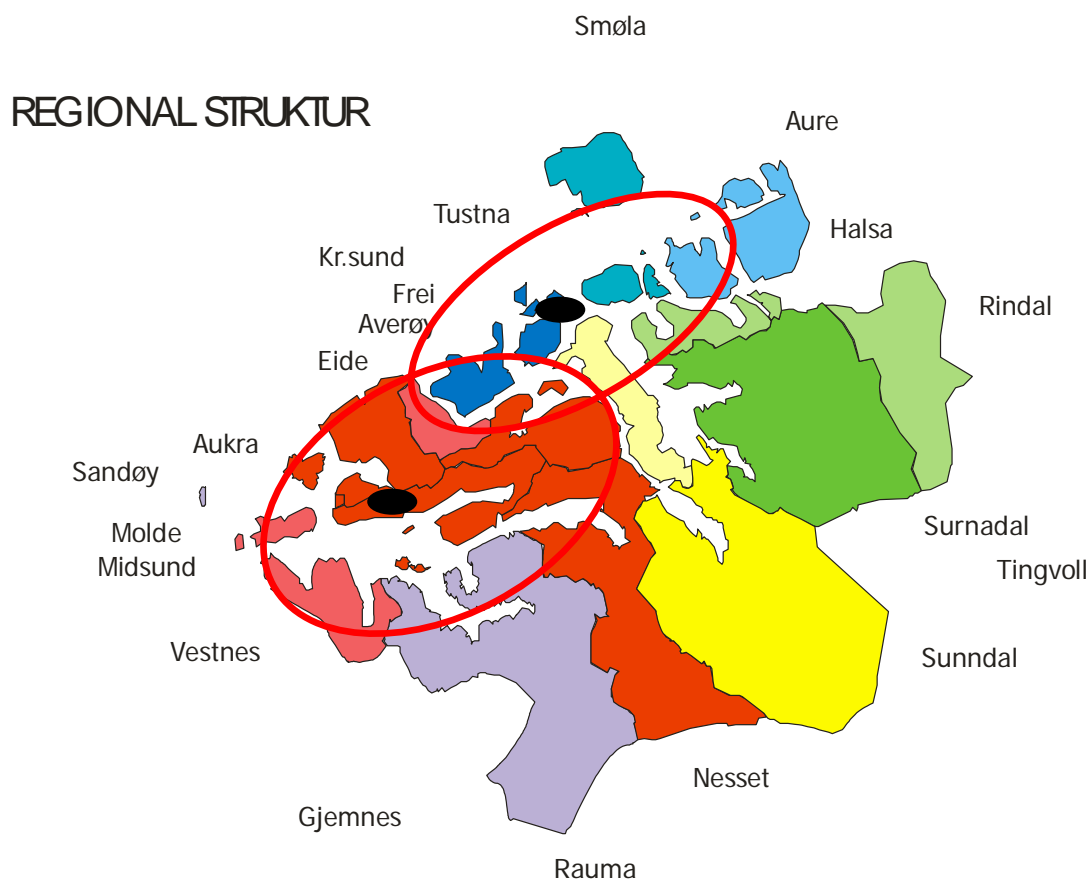 Smøla
REGIONAL STRUKTUR
Aure
Tustna
Halsa
Kr.sund
Frei
Rindal
Averøy
Eide
Aukra
Sandøy
Molde
Surnadal
Midsund
Tingvoll
Vestnes
Sunndal
Nesset
Gjemnes
Rauma